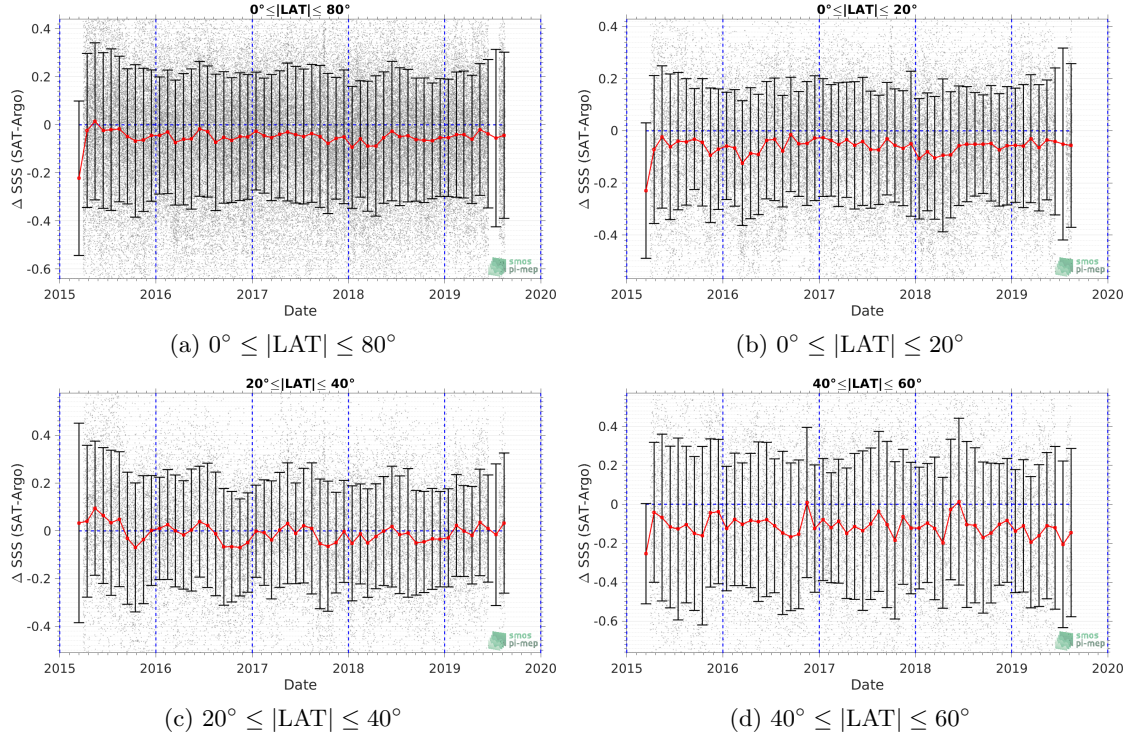 0°≤|LAT|≤ 80°
0.4
0.2
0
-0.2
-0.4
-0.6
Δ SSS (SAT-Argo)
smos
pi-mep
2015 2016 2017 2018 2019 2020
Date
(a) 0° ≤ |LAT| ≤ 80°
0°≤|LAT|≤ 20°
0.4
0.2
0
-0.2
-0.4
Δ SSS (SAT-Argo)
smos
pi-mep
2015 2016 2017 2018 2019 2020
Date
(b) 0° ≤ |LAT| ≤ 20°
20°≤|LAT|≤ 40°
0.4
0.2
0
-0.2
-0.4
Δ SSS (SAT-Argo)
smos
pi-mep
2015 2016 2017 2018 2019 2020
Date
(c) 20° ≤ |LAT| ≤ 40°
40°≤|LAT|≤ 60°
0.4
0.2
0
-0.2
-0.4
-0.6
Δ SSS (SAT-Argo)
smos
pi-mep
2015 2016 2017 2018 2019 2020
Date
(d) 40° ≤ |LAT| ≤ 60°